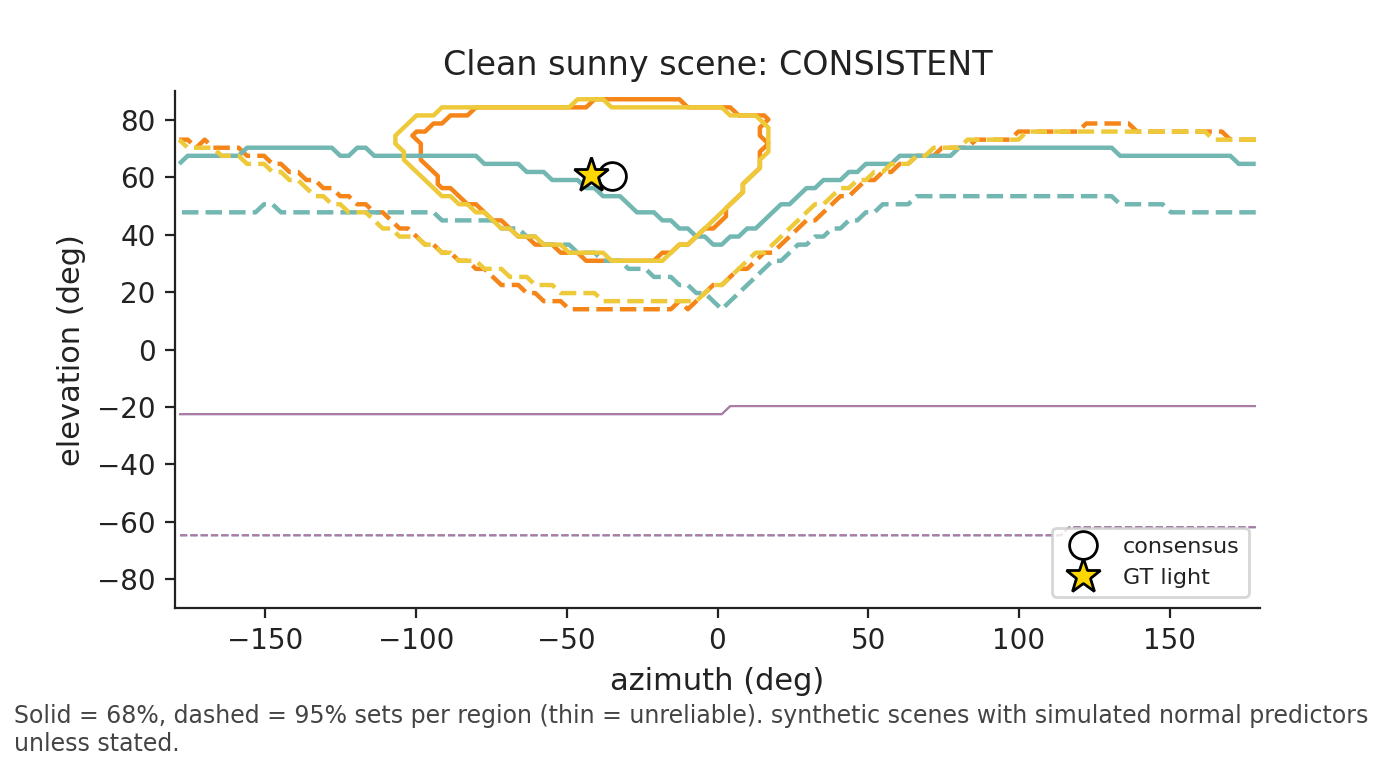 Clean sunny scene: CONSISTENT
80
60
40
20
0
−20
−40
−60
−80
elevation (deg)
consensus
GT light
−150
−100
−50
0
50
100
150
azimuth (deg)
Solid = 68%, dashed = 95% sets per region (thin = unreliable). synthetic scenes with simulated normal predictors
unless stated.